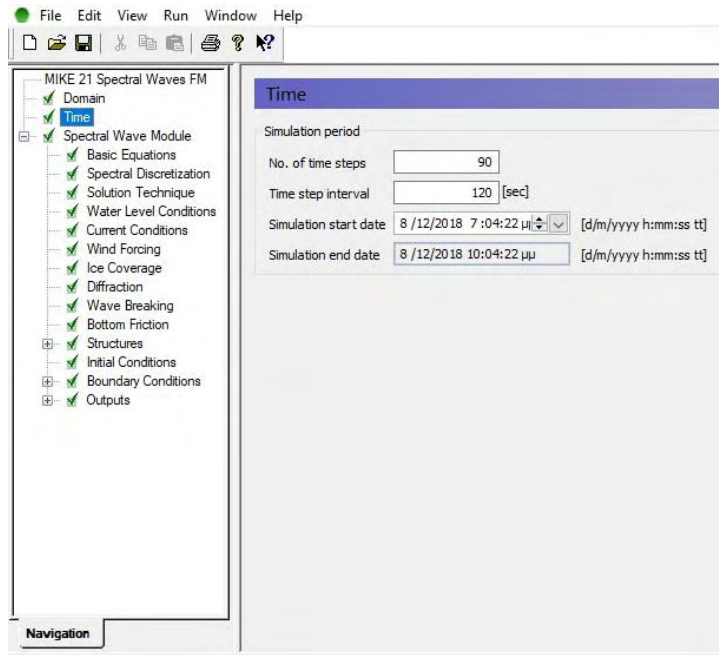 File Edit View Run Window Help
MIKE 21 Spectral Waves FM
Domain
Time
Spectral Wave Module
Basic Equations
Spectral Discretization
Solution Technique
Water Level Conditions
Current Conditions
Wind Forcing
Ice Coverage
Diffraction
Wave Breaking
Bottom Friction
Structures
Initial Conditions
Boundary Conditions
Outputs
Navigation
Time
Simulation period
No. of time steps 90
Time step interval 120 [sec]
Simulation start date 8 /12/2018 7 :04:22 μ [d/m/yyyy h:mm:ss tt]
Simulation end date 8 /12/2018 10:04:22 μμ [d/m/yyyy h:mm:ss tt]